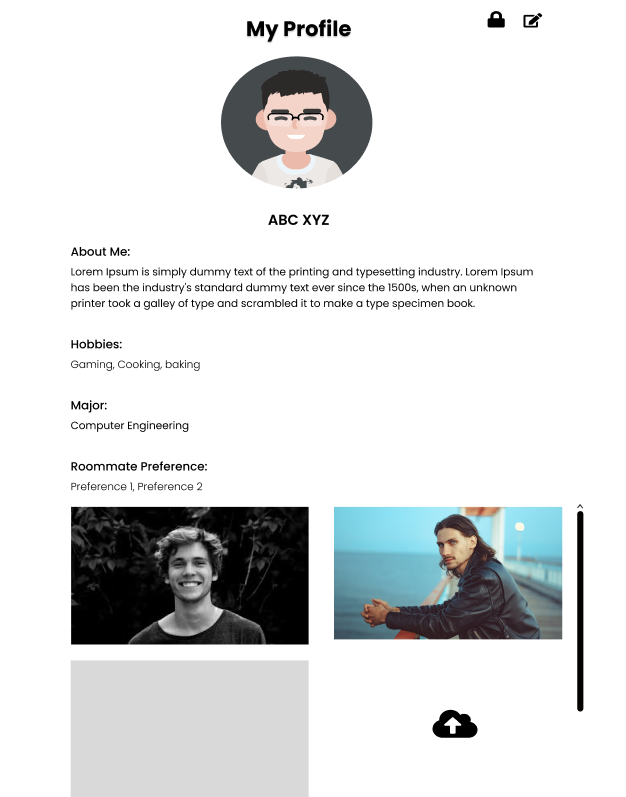 My Profile
ABC XYZ
About Me:
Lorem Ipsum is simply dummy text of the printing and typesetting industry. Lorem Ipsum
has been the industry's standard dummy text ever since the 1500s, when an unknown
printer took a galley of type and scrambled it to make a type specimen book.
Hobbies:
Gaming, Cooking, baking
Major:
Computer Engineering
Roommate Preference:
Preference 1, Preference 2